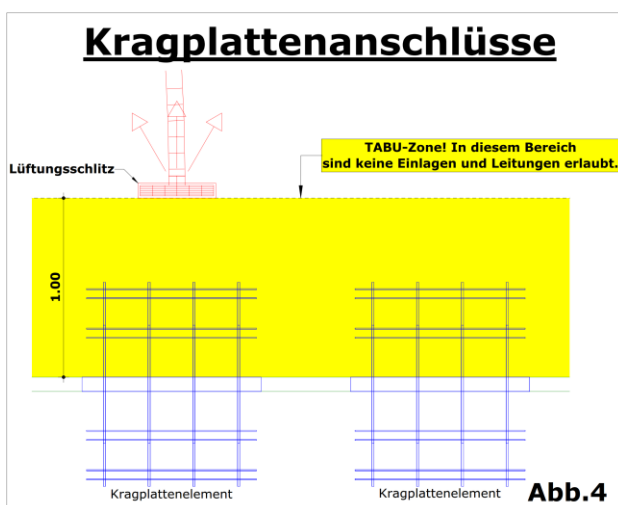 Kragplattenanschlüsse
TABU-Zone! In diesem Bereich
sind keine Einlagen und Leitungen erlaubt.
Lüftungsschlitz
1.00
Kragplattenelement
Kragplattenelement
Abb.4